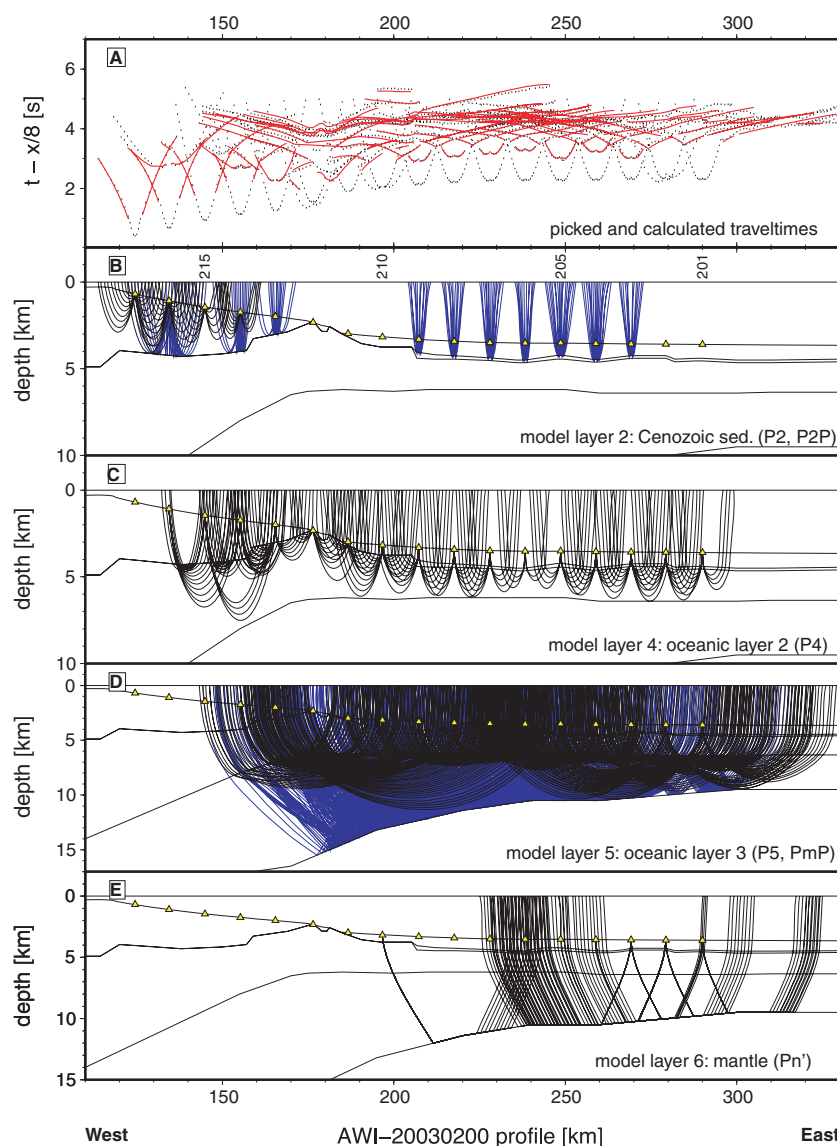 150 200 250 300
A
6
4
2
t − x/8 [s]
picked and calculated traveltimes
B
215 210 205 201
0
5
10
depth [km]
model layer 2: Cenozoic sed. (P2, P2P)
C
0
5
10
depth [km]
model layer 4: oceanic layer 2 (P4)
D
0
5
10
15
depth [km]
model layer 5: oceanic layer 3 (P5, PmP)
E
0
5
10
15
depth [km]
model layer 6: mantle (Pn')
150 200 250 300
West AWI−20030200 profile [km] East